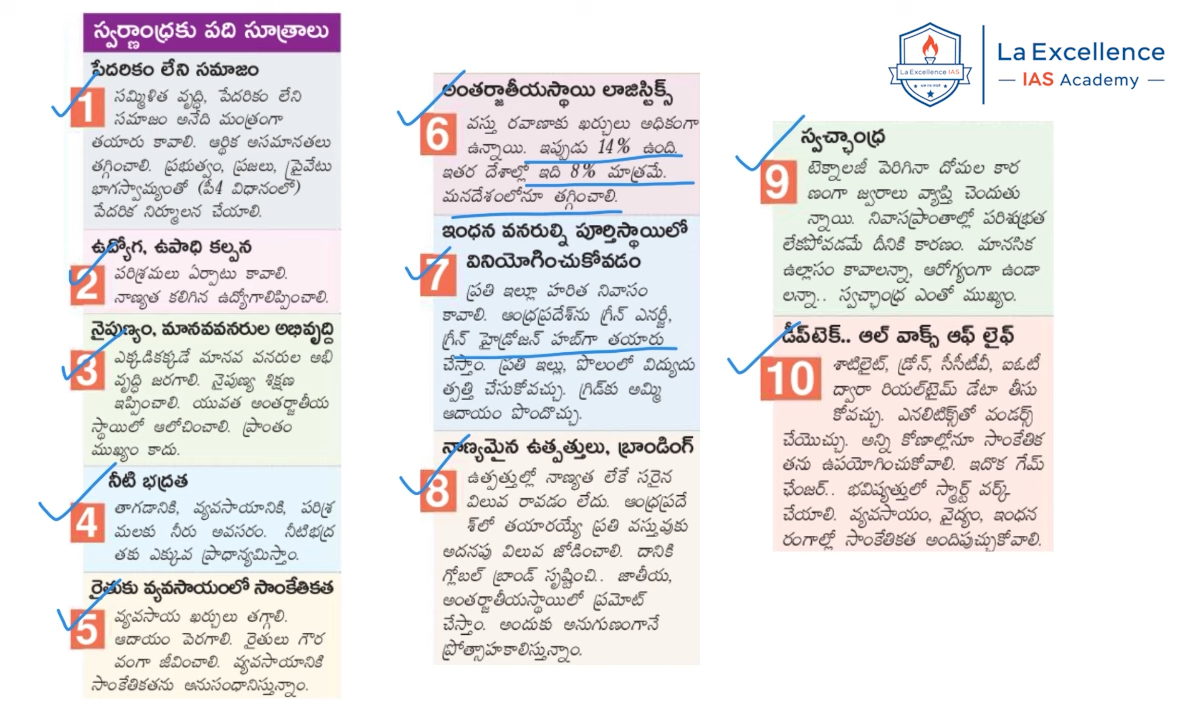 స్వర్ణాంధ్రకు పది సూత్రాలు
పేదరికం లేని సమాజం
1
సమ్మిళిత వృద్ధి, పేదరికం లేని
సమాజం అనేది మంత్రంగా
తయారు కావాలి. ఆర్థిక అసమానతలు
తగ్గించాలి. ప్రభుత్వం, ప్రజలు, ప్రైవేటు
భాగస్వామ్యంతో (పీ4 విధానంలో)
పేదరిక నిర్మూలన చేయాలి.
ఉద్యోగ, ఉపాధి కల్పన
2
పరిశ్రమలు ఏర్పాటు కావాలి.
నాణ్యత కలిగిన ఉద్యోగాలిప్పించాలి.
నైపుణ్యం, మానవవనరుల అభివృద్ధి
3
ఎక్కడికక్కడే మానవ వనరుల అభి
వృద్ధి జరగాలి. నైపుణ్య శిక్షణ
ఇప్పించాలి. యువత అంతర్జాతీయ
స్థాయిలో ఆలోచించాలి. ప్రాంతం
ముఖ్యం కాదు.
నీటి భద్రత
4
తాగడానికి, వ్యవసాయానికి, పరిశ్ర
మలకు నీరు అవసరం. నీటిభద్ర
తకు ఎక్కువ ప్రాధాన్యమిస్తాం.
రైతుకు వ్యవసాయంలో సాంకేతికత
5
వ్యవసాయ ఖర్చులు తగ్గాలి.
ఆదాయం పెరగాలి. రైతులు గౌర
వంగా జీవించాలి. వ్యవసాయానికి
సాంకేతికతను అనుసంధానిస్తున్నాం.
అంతర్జాతీయస్థాయి లాజిస్టిక్స్
6
వస్తు రవాణాకు ఖర్చులు అధికంగా
ఉన్నాయి. ఇప్పుడు 14% ఉంది.
ఇతర దేశాల్లో ఇది 8% మాత్రమే.
మనదేశంలోనూ తగ్గించాలి.
ఇంధన వనరుల్ని పూర్తిస్థాయిలో
వినియోగించుకోవడం
7
ప్రతి ఇల్లూ హరిత నివాసం
కావాలి. ఆంధ్రప్రదేశ్‌ను గ్రీన్ ఎనర్జీ,
గ్రీన్ హైడ్రోజన్ హబ్‌గా తయారు
చేస్తాం. ప్రతి ఇల్లు, పొలంలో విద్యుదు
త్పత్తి చేసుకోవచ్చు. గ్రిడ్‌కు అమ్మి
ఆదాయం పొందొచ్చు.
నాణ్యమైన ఉత్పత్తులు, బ్రాండింగ్
8
ఉత్పత్తుల్లో నాణ్యత లేకే సరైన
విలువ రావడం లేదు. ఆంధ్రప్రదే
శ్‌లో తయారయ్యే ప్రతి వస్తువుకు
అదనపు విలువ జోడించాలి. దానికి
గ్లోబల్ బ్రాండ్ సృష్టించి.. జాతీయ,
అంతర్జాతీయస్థాయిలో ప్రమోట్
చేస్తాం. అందుకు అనుగుణంగానే
ప్రోత్సాహకాలిస్తున్నాం.
La Excellence IAS
La Excellence
IAS Academy
స్వచ్ఛాంధ్ర
9
టెక్నాలజీ పెరిగినా దోమల కార
ణంగా జ్వరాలు వ్యాప్తి చెందుతు
న్నాయి. నివాసప్రాంతాల్లో పరిశుభ్రత
లేకపోవడమే దీనికి కారణం. మానసిక
ఉల్లాసం కావాలన్నా, ఆరోగ్యంగా ఉండా
లన్నా.. స్వచ్ఛాంధ్ర ఎంతో ముఖ్యం.
డీప్‌టెక్.. ఆల్ వాక్స్ ఆఫ్ లైఫ్
10
శాటిలైట్, డ్రోన్, సీసీటీవీ, ఐఓటీ
ద్వారా రియల్‌టైమ్ డేటా తీసు
కోవచ్చు. ఎనలిటిక్స్‌తో వండర్స్
చేయొచ్చు. అన్ని కోణాల్లోనూ సాంకేతిక
తను ఉపయోగించుకోవాలి. ఇదొక గేమ్
ఛేంజర్.. భవిష్యత్తులో స్మార్ట్ వర్క్
చేయాలి. వ్యవసాయం, వైద్యం, ఇంధన
రంగాల్లో సాంకేతికత అందిపుచ్చుకోవాలి.